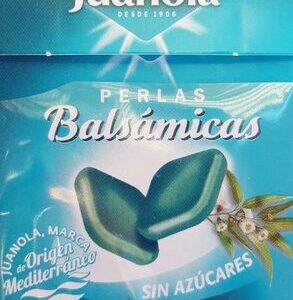 Juanola
DESDE 1906
PERLAS
Balsámicas
JUANOLA, MARCA
de Origen
Mediterráneo
SIN AZÚCARES